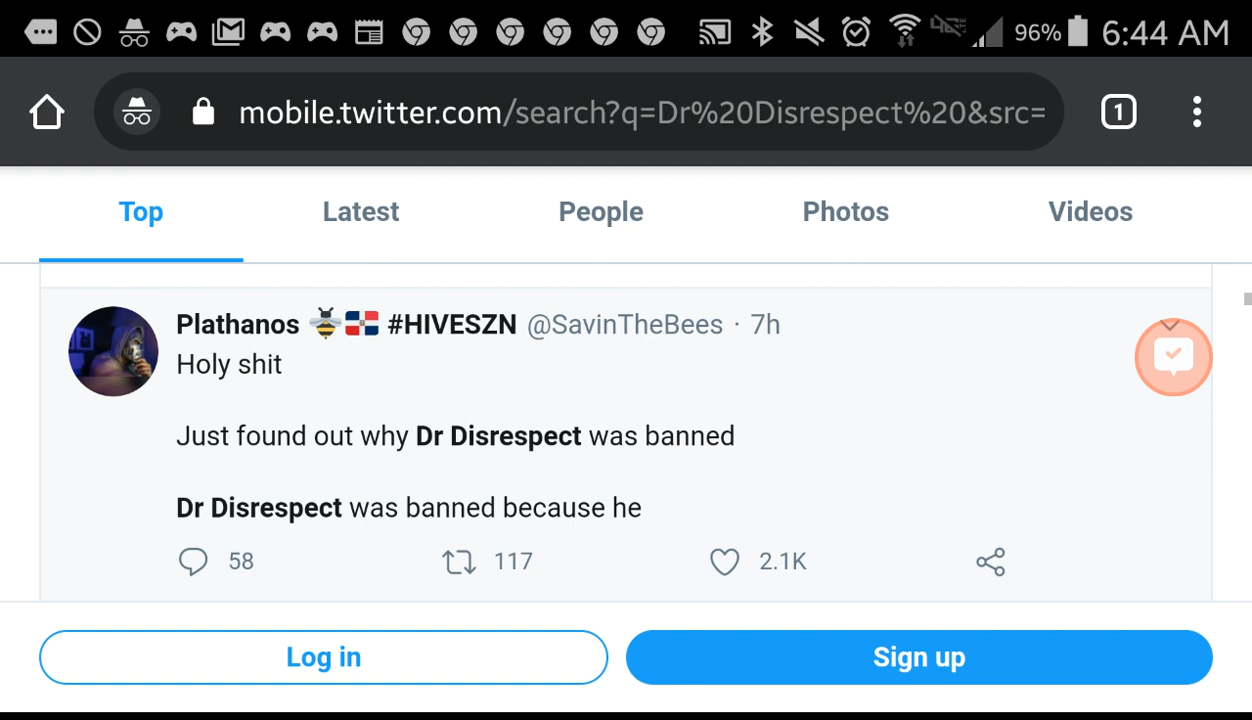 96% 6:44 AM
mobile.twitter.com/search?q=Dr%20Disrespect%20&src=
1
Top Latest People Photos Videos
Plathanos 🐝🇩🇴 #HIVESZN @SavinTheBees · 7h
Holy shit
Just found out why Dr Disrespect was banned
Dr Disrespect was banned because he
58 117 2.1K
Log in Sign up